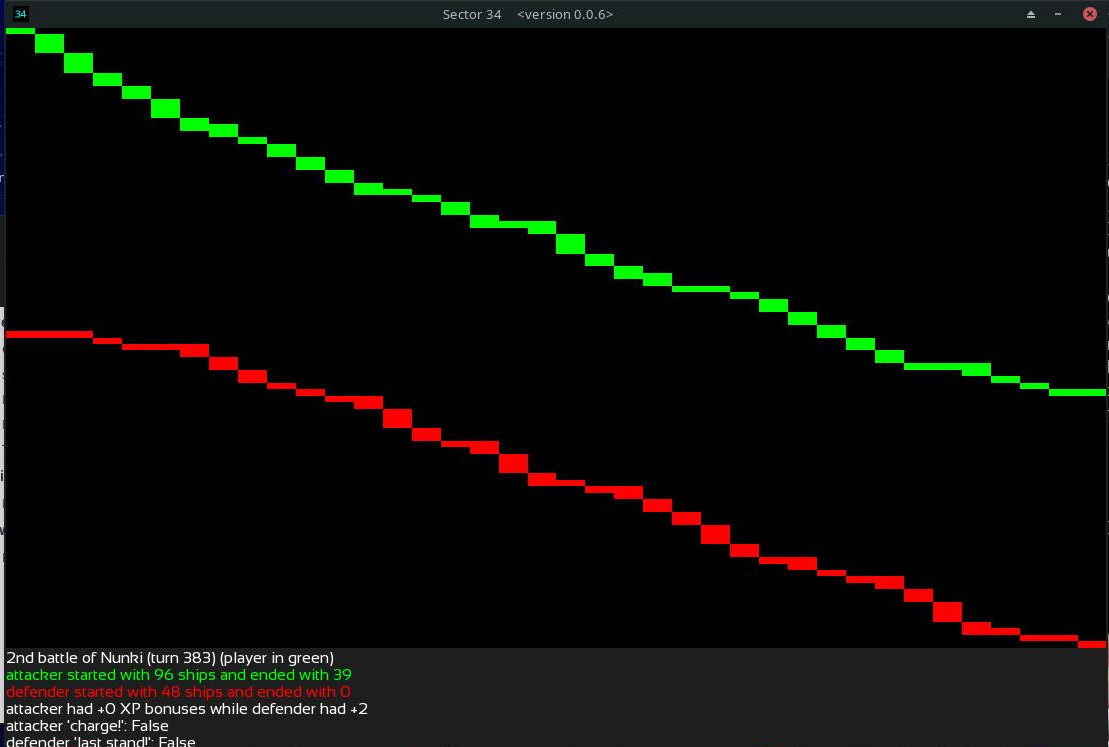 34
Sector 34 <version 0.0.6>
2nd battle of Nunki (turn 383) (player in green)
attacker started with 96 ships and ended with 39
defender started with 48 ships and ended with 0
attacker had +0 XP bonuses while defender had +2
attacker 'charge!': False
defender 'last stand!': False